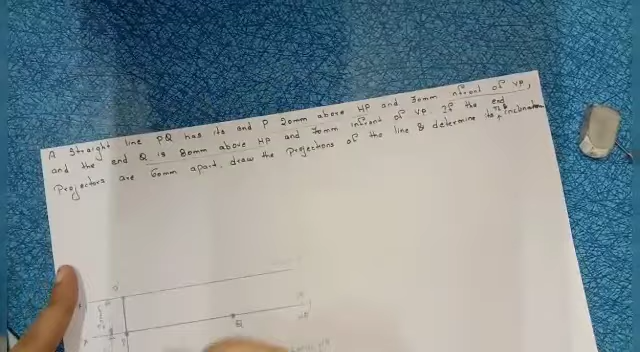 A Straight line PQ has its end P 20mm above HP and 30mm infront of VP,
and the end Q is 80mm above HP and 70mm infront of VP If the end
Projectors are 60mm apart, draw the Projections of the line & determine its inclination
Q